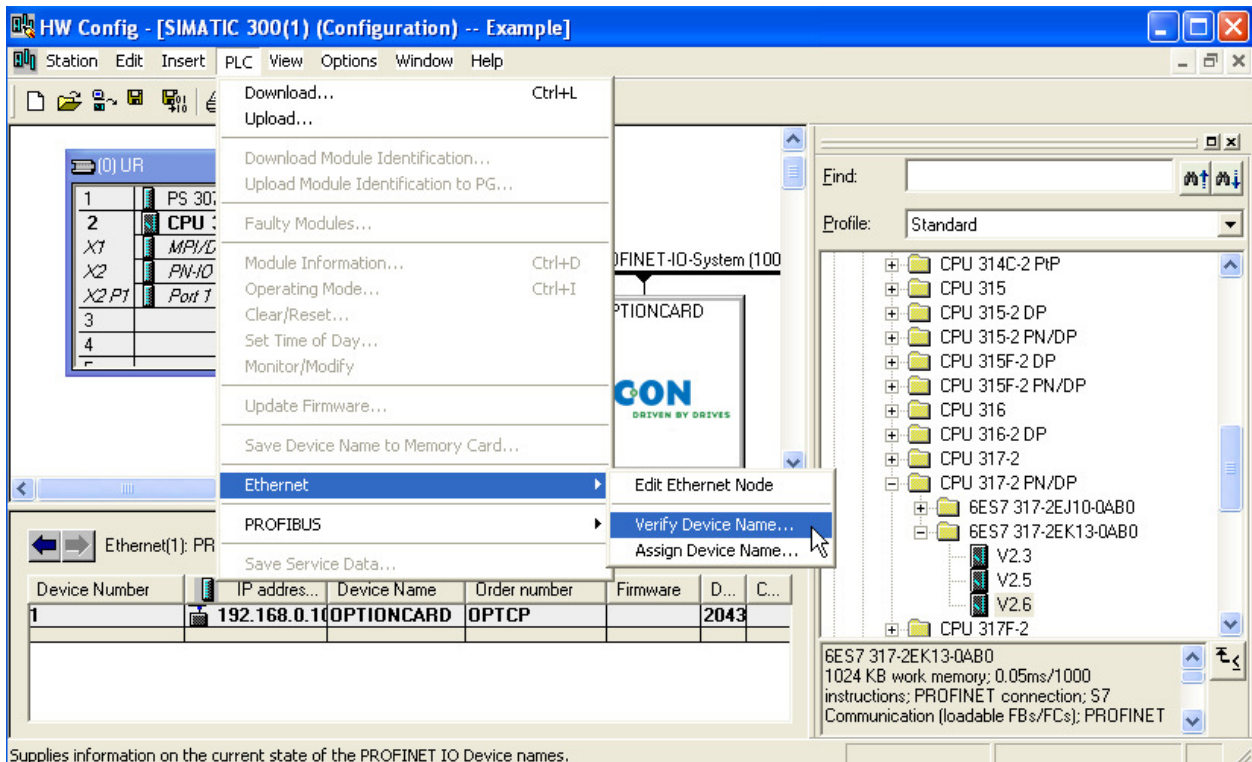 HW Config - [SIMATIC 300(1) (Configuration) -- Example]
Station Edit Insert PLC View Options Window Help
Download... Ctrl+L
Upload...
Download Module Identification...
Upload Module Identification to PG...
Faulty Modules...
Module Information... Ctrl+D
Operating Mode... Ctrl+I
Clear/Reset...
Set Time of Day...
Monitor/Modify
Update Firmware...
Save Device Name to Memory Card...
Ethernet
PROFIBUS
Save Service Data...
Edit Ethernet Node
Verify Device Name...
Assign Device Name...
(0) UR
1 PS 307
2 CPU
X1 MPI/D
X2 PN-IO
X2 P1 Port 1
3
4
OFINET-IO-System (100
PTIONCARD
CON
DRIVEN BY DRIVES
Find:
Profile: Standard
CPU 314C-2 PtP
CPU 315
CPU 315-2 DP
CPU 315-2 PN/DP
CPU 315F-2 DP
CPU 315F-2 PN/DP
CPU 316
CPU 316-2 DP
CPU 317-2
CPU 317-2 PN/DP
6ES7 317-2EJ10-0AB0
6ES7 317-2EK13-0AB0
V2.3
V2.5
V2.6
CPU 317F-2
6ES7 317-2EK13-0AB0
1024 KB work memory; 0.05ms/1000
instructions; PROFINET connection; S7
Communication (loadable FBs/FCs); PROFINET
Ethernet(1): PR
Device Number IP addres... Device Name Order number Firmware D... C...
1 192.168.0.10 OPTIONCARD OPTCP 2043
Supplies information on the current state of the PROFINET IO Device names.